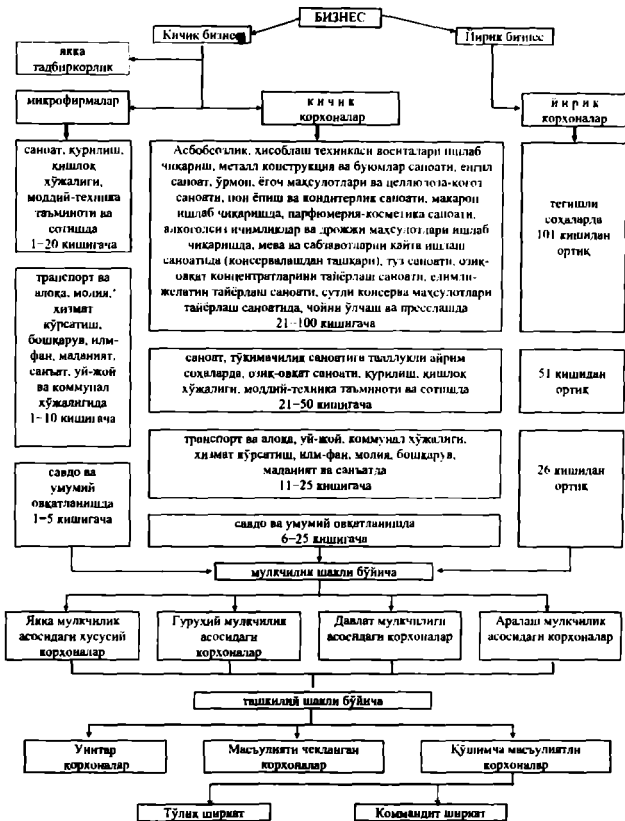 БИЗНЕС
Кичик бизнес
Йирик бизнес
якка
тадбиркорлик
микрофирмалар
кичик
корхоналар
йирик
корхоналар
саноат, қурилиш,
қишлоқ
хўжалиги,
моддий-техника
таъминоти ва
сотишда
1–20 кишигача
транспорт ва
алоқа, молия,
хизмат
кўрсатиш,
бошқарув, илм-
фан, маданият,
санъат, уй-жой
ва коммунал
хўжалигида
1–10 кишигача
савдо ва
умумий
овқатланишда
1–5 кишигача
Асбобсозлик, ҳисоблаш техникаси воситалари ишлаб
чиқариш, металл конструкция ва буюмлар саноати, енгил
саноат, ўрмон, ёғоч маҳсулотлари ва целлюлоза-коғоз
саноати, нон ёпиш ва кондитерлик саноати, макарон
ишлаб чиқаришда, парфюмерия-косметика саноати,
алкоголсиз ичимликлар ва дрожжи маҳсулотлари ишлаб
чиқаришда, мева ва сабзавотларни қайта ишлаш
саноатида (консервалашдан ташқари), туз саноати, озиқ-
овқат концентратларини тайёрлаш саноати, елимли-
желатин тайёрлаш саноати, сутли консерва маҳсулотлари
тайёрлаш саноатида, чойни ўлчаш ва пресслашда
21–100 кишигача
саноат, тўқимачилик саноатига тааллуқли айрим
соҳаларда, озиқ-овқат саноати, қурилиш, қишлоқ
хўжалиги, моддий-техника таъминоти ва сотишда
21–50 кишигача
транспорт ва алоқа, уй-жой, коммунал хўжалиги,
хизмат кўрсатиш, илм-фан, молия, бошқарув,
маданият ва санъатда
11–25 кишигача
савдо ва умумий овқатланишда
6–25 кишигача
тегишли
соҳаларда
101 кишидан
ортиқ
51 кишидан
ортиқ
26 кишидан
ортиқ
мулкчилик шакли бўйича
Якка мулкчилик
асосидаги хусусий
корхоналар
Гуруҳий мулкчилик
асосидаги
корхоналар
Давлат мулкчилиги
асосидаги корхоналар
Аралаш мулкчилик
асосидаги корхоналар
ташкилий шакли бўйича
Унитар
корхоналар
Масъулияти чекланган
корхоналар
Қўшимча масъулиятли
корхоналар
Тўлиқ ширкат
Коммандит ширкат